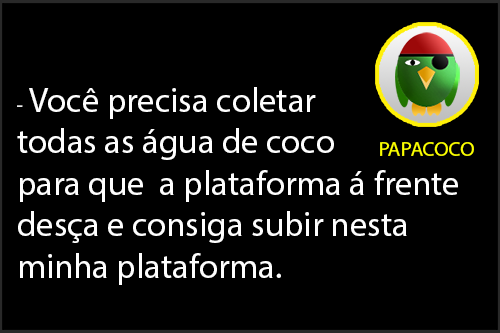 - Você precisa coletar
todas as água de coco
para que a plataforma á frente
desça e consiga subir nesta
minha plataforma.
PAPACOCO